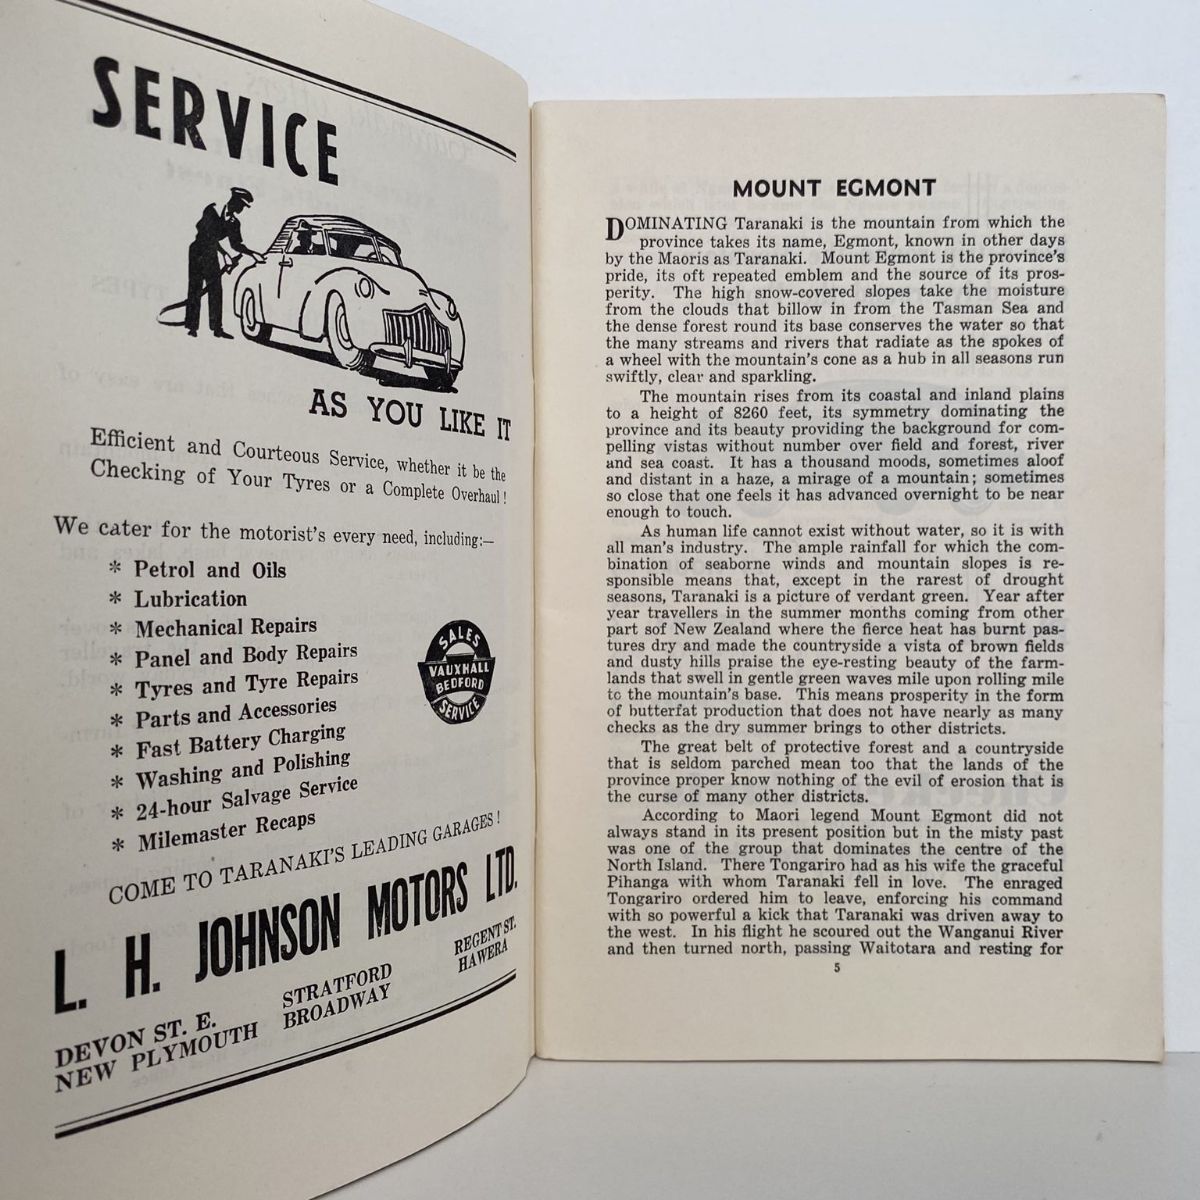 SERVICE
AS YOU LIKE IT
Efficient and Courteous Service, whether it be the
Checking of Your Tyres or a Complete Overhaul!
We cater for the motorist's every need, including:—
* Petrol and Oils
* Lubrication
* Mechanical Repairs
* Panel and Body Repairs
* Tyres and Tyre Repairs
* Parts and Accessories
* Fast Battery Charging
* Washing and Polishing
* 24-hour Salvage Service
* Milemaster Recaps
SALES
VAUXHALL
BEDFORD
SERVICE
COME TO TARANAKI'S LEADING GARAGES!
L. H. JOHNSON MOTORS LTD.
DEVON ST. E.
NEW PLYMOUTH
STRATFORD
BROADWAY
REGENT ST.
HAWERA
MOUNT EGMONT
DOMINATING Taranaki is the mountain from which the
province takes its name, Egmont, known in other days
by the Maoris as Taranaki. Mount Egmont is the province's
pride, its oft repeated emblem and the source of its pros-
perity. The high snow-covered slopes take the moisture
from the clouds that billow in from the Tasman Sea and
the dense forest round its base conserves the water so that
the many streams and rivers that radiate as the spokes of
a wheel with the mountain's cone as a hub in all seasons run
swiftly, clear and sparkling.
The mountain rises from its coastal and inland plains
to a height of 8260 feet, its symmetry dominating the
province and its beauty providing the background for com-
pelling vistas without number over field and forest, river
and sea coast. It has a thousand moods, sometimes aloof
and distant in a haze, a mirage of a mountain; sometimes
so close that one feels it has advanced overnight to be near
enough to touch.
As human life cannot exist without water, so it is with
all man's industry. The ample rainfall for which the com-
bination of seaborne winds and mountain slopes is re-
sponsible means that, except in the rarest of drought
seasons, Taranaki is a picture of verdant green. Year after
year travellers in the summer months coming from other
part sof New Zealand where the fierce heat has burnt pas-
tures dry and made the countryside a vista of brown fields
and dusty hills praise the eye-resting beauty of the farm-
lands that swell in gentle green waves mile upon rolling mile
to the mountain's base. This means prosperity in the form
of butterfat production that does not have nearly as many
checks as the dry summer brings to other districts.
The great belt of protective forest and a countryside
that is seldom parched mean too that the lands of the
province proper know nothing of the evil of erosion that is
the curse of many other districts.
According to Maori legend Mount Egmont did not
always stand in its present position but in the misty past
was one of the group that dominates the centre of the
North Island. There Tongariro had as his wife the graceful
Pihanga with whom Taranaki fell in love. The enraged
Tongariro ordered him to leave, enforcing his command
with so powerful a kick that Taranaki was driven away to
the west. In his flight he scoured out the Wanganui River
and then turned north, passing Waitotara and resting for
5